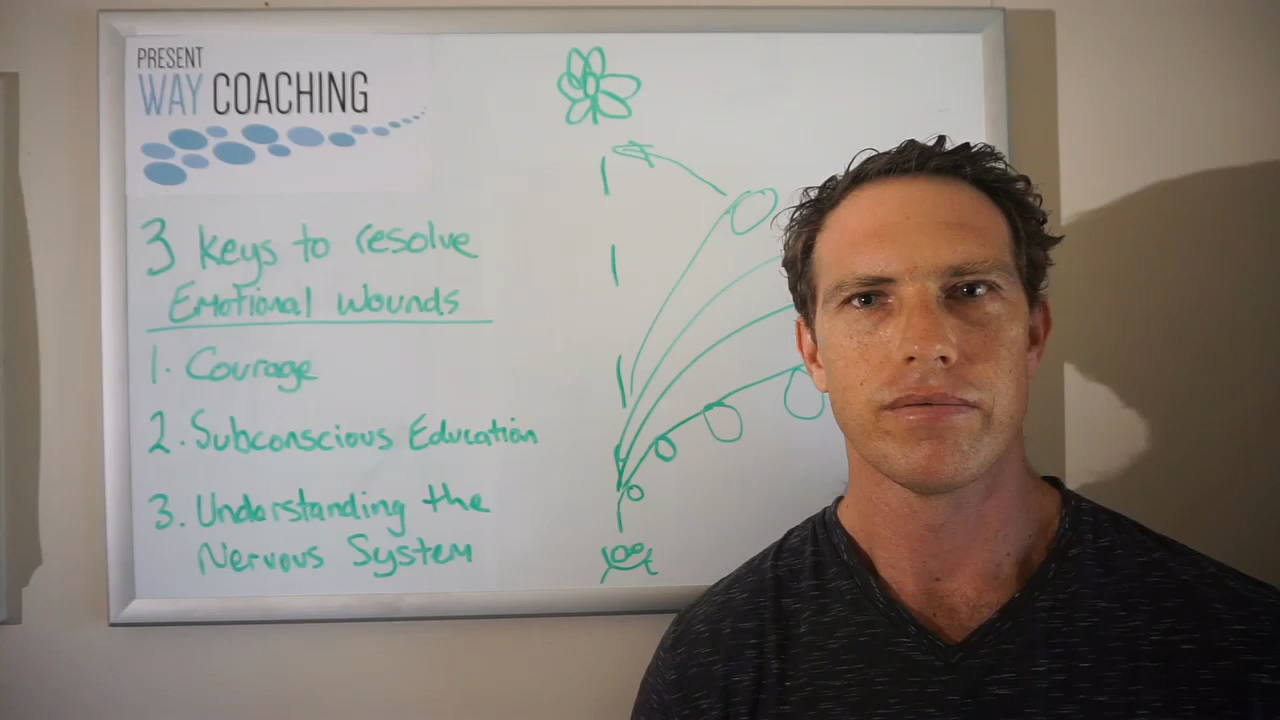 PRESENT
WAY COACHING
3 keys to resolve
Emotional wounds
1. Courage
2. Subconscious Education
3. Understanding the
Nervous System